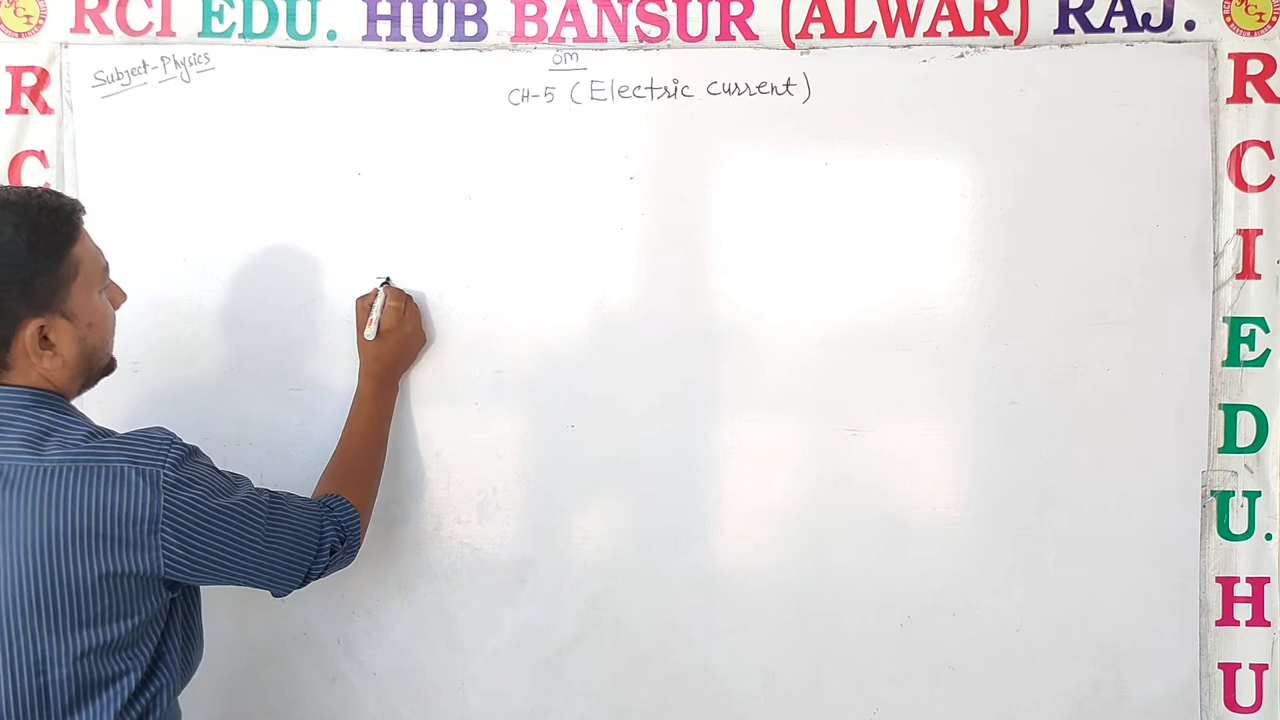 RCI EDU. HUB BANSUR (ALWAR) RAJ.
Subject-Physics
om
CH-5 (Electric current)
R
C
R
C
I
E
D
U.
H
U